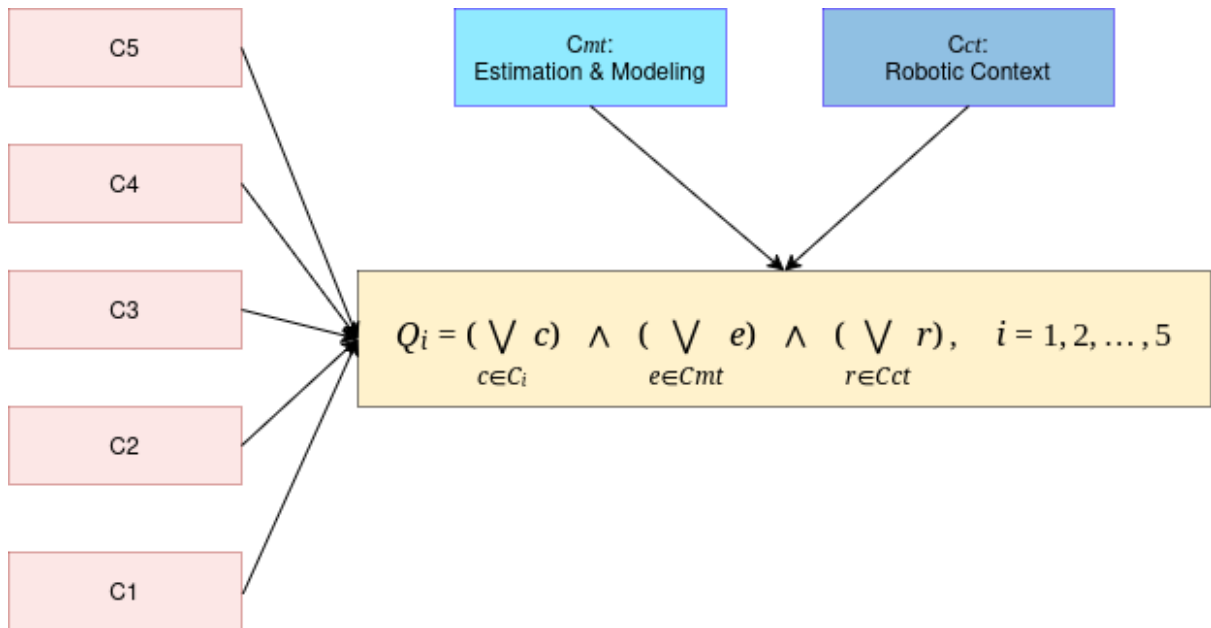 C5
C𝑚𝑡:
Estimation & Modeling
C𝑐𝑡:
Robotic Context
C4
C3
Qᵢ = ( ⋁ c) ∧ ( ⋁ e) ∧ ( ⋁ r), i = 1, 2, …, 5
c∈Cᵢ e∈Cmt r∈Cct
C2
C1